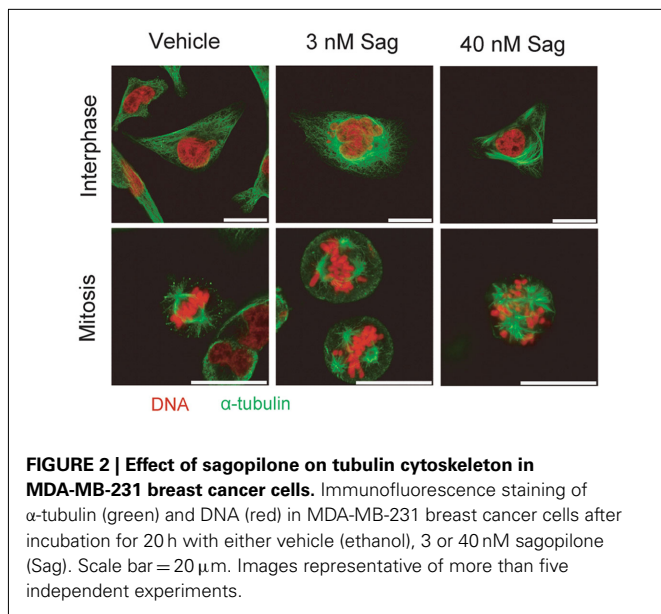 Vehicle 3 nM Sag 40 nM Sag
Interphase
Mitosis
DNA α-tubulin
FIGURE 2 | Effect of sagopilone on tubulin cytoskeleton in
MDA-MB-231 breast cancer cells. Immunofluorescence staining of
α-tubulin (green) and DNA (red) in MDA-MB-231 breast cancer cells after
incubation for 20 h with either vehicle (ethanol), 3 or 40 nM sagopilone
(Sag). Scale bar = 20 μm. Images representative of more than five
independent experiments.